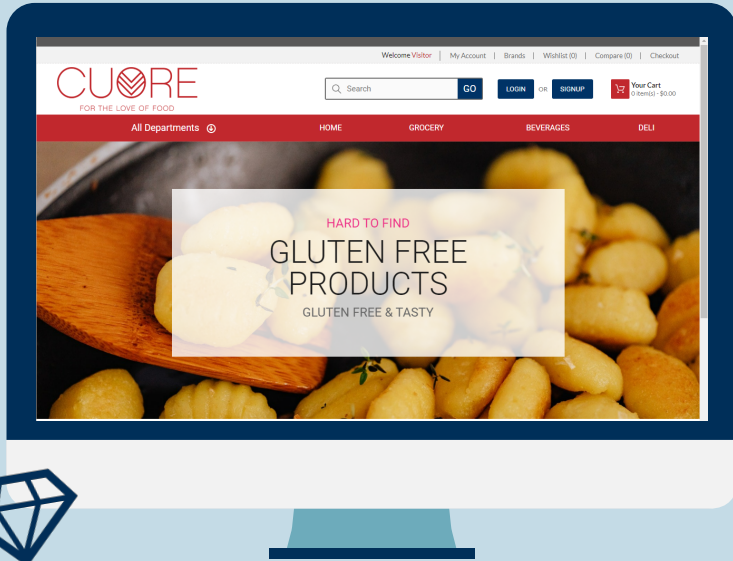 Welcome Visitor | My Account | Brands | Wishlist (0) | Compare (0) | Checkout
CUORE
FOR THE LOVE OF FOOD
Search GO LOGIN OR SIGNUP
Your Cart
0 item(s) - $0.00
All Departments HOME GROCERY BEVERAGES DELI
HARD TO FIND
GLUTEN FREE
PRODUCTS
GLUTEN FREE & TASTY